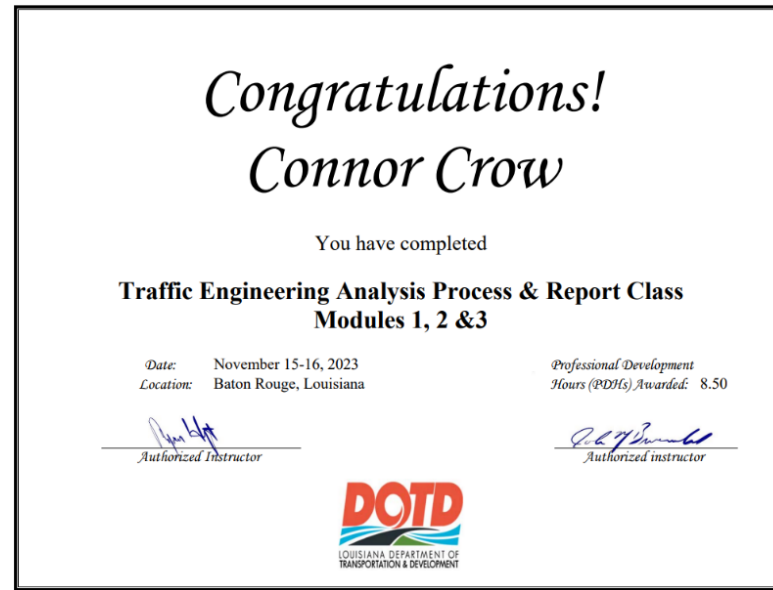 Congratulations!
Connor Crow
You have completed
Traffic Engineering Analysis Process & Report Class
Modules 1, 2 &3
Date: November 15-16, 2023
Location: Baton Rouge, Louisiana
Professional Development
Hours (PDHs) Awarded: 8.50
Authorized Instructor
Authorized instructor
DOTD
LOUISIANA DEPARTMENT OF
TRANSPORTATION & DEVELOPMENT